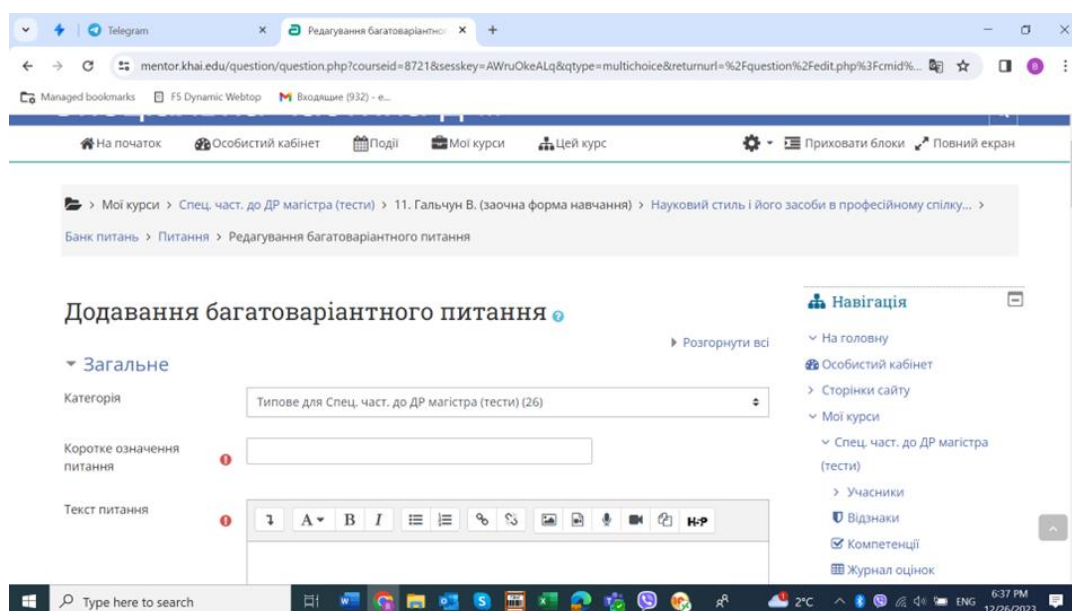 Telegram
Редагування багатоваріантно
mentor.khai.edu/question/question.php?courseid=8721&sesskey=AWruOkeALq&qtype=multichoice&returnurl=%2Fquestion%2Fedit.php%3Fcmid%...
Managed bookmarks F5 Dynamic Webtop Входящие (932) - e...
На початок Особистий кабінет Події Мої курси Цей курс Приховати блоки Повний екран
> Мої курси > Спец. част. до ДР магістра (тести) > 11. Гальчун В. (заочна форма навчання) > Науковий стиль і його засоби в професійному спілку... >
Банк питань > Питання > Редагування багатоваріантного питання
Додавання багатоваріантного питання
Розгорнути всі
Загальне
Категорія
Типове для Спец. част. до ДР магістра (тести) (26)
Коротке означення
питання
Текст питання
A B I H-P
Навігація
На головну
Особистий кабінет
Сторінки сайту
Мої курси
Спец. част. до ДР магістра
(тести)
Учасники
Відзнаки
Компетенції
Журнал оцінок
Type here to search
2°C ENG 6:37 PM
12/26/2023